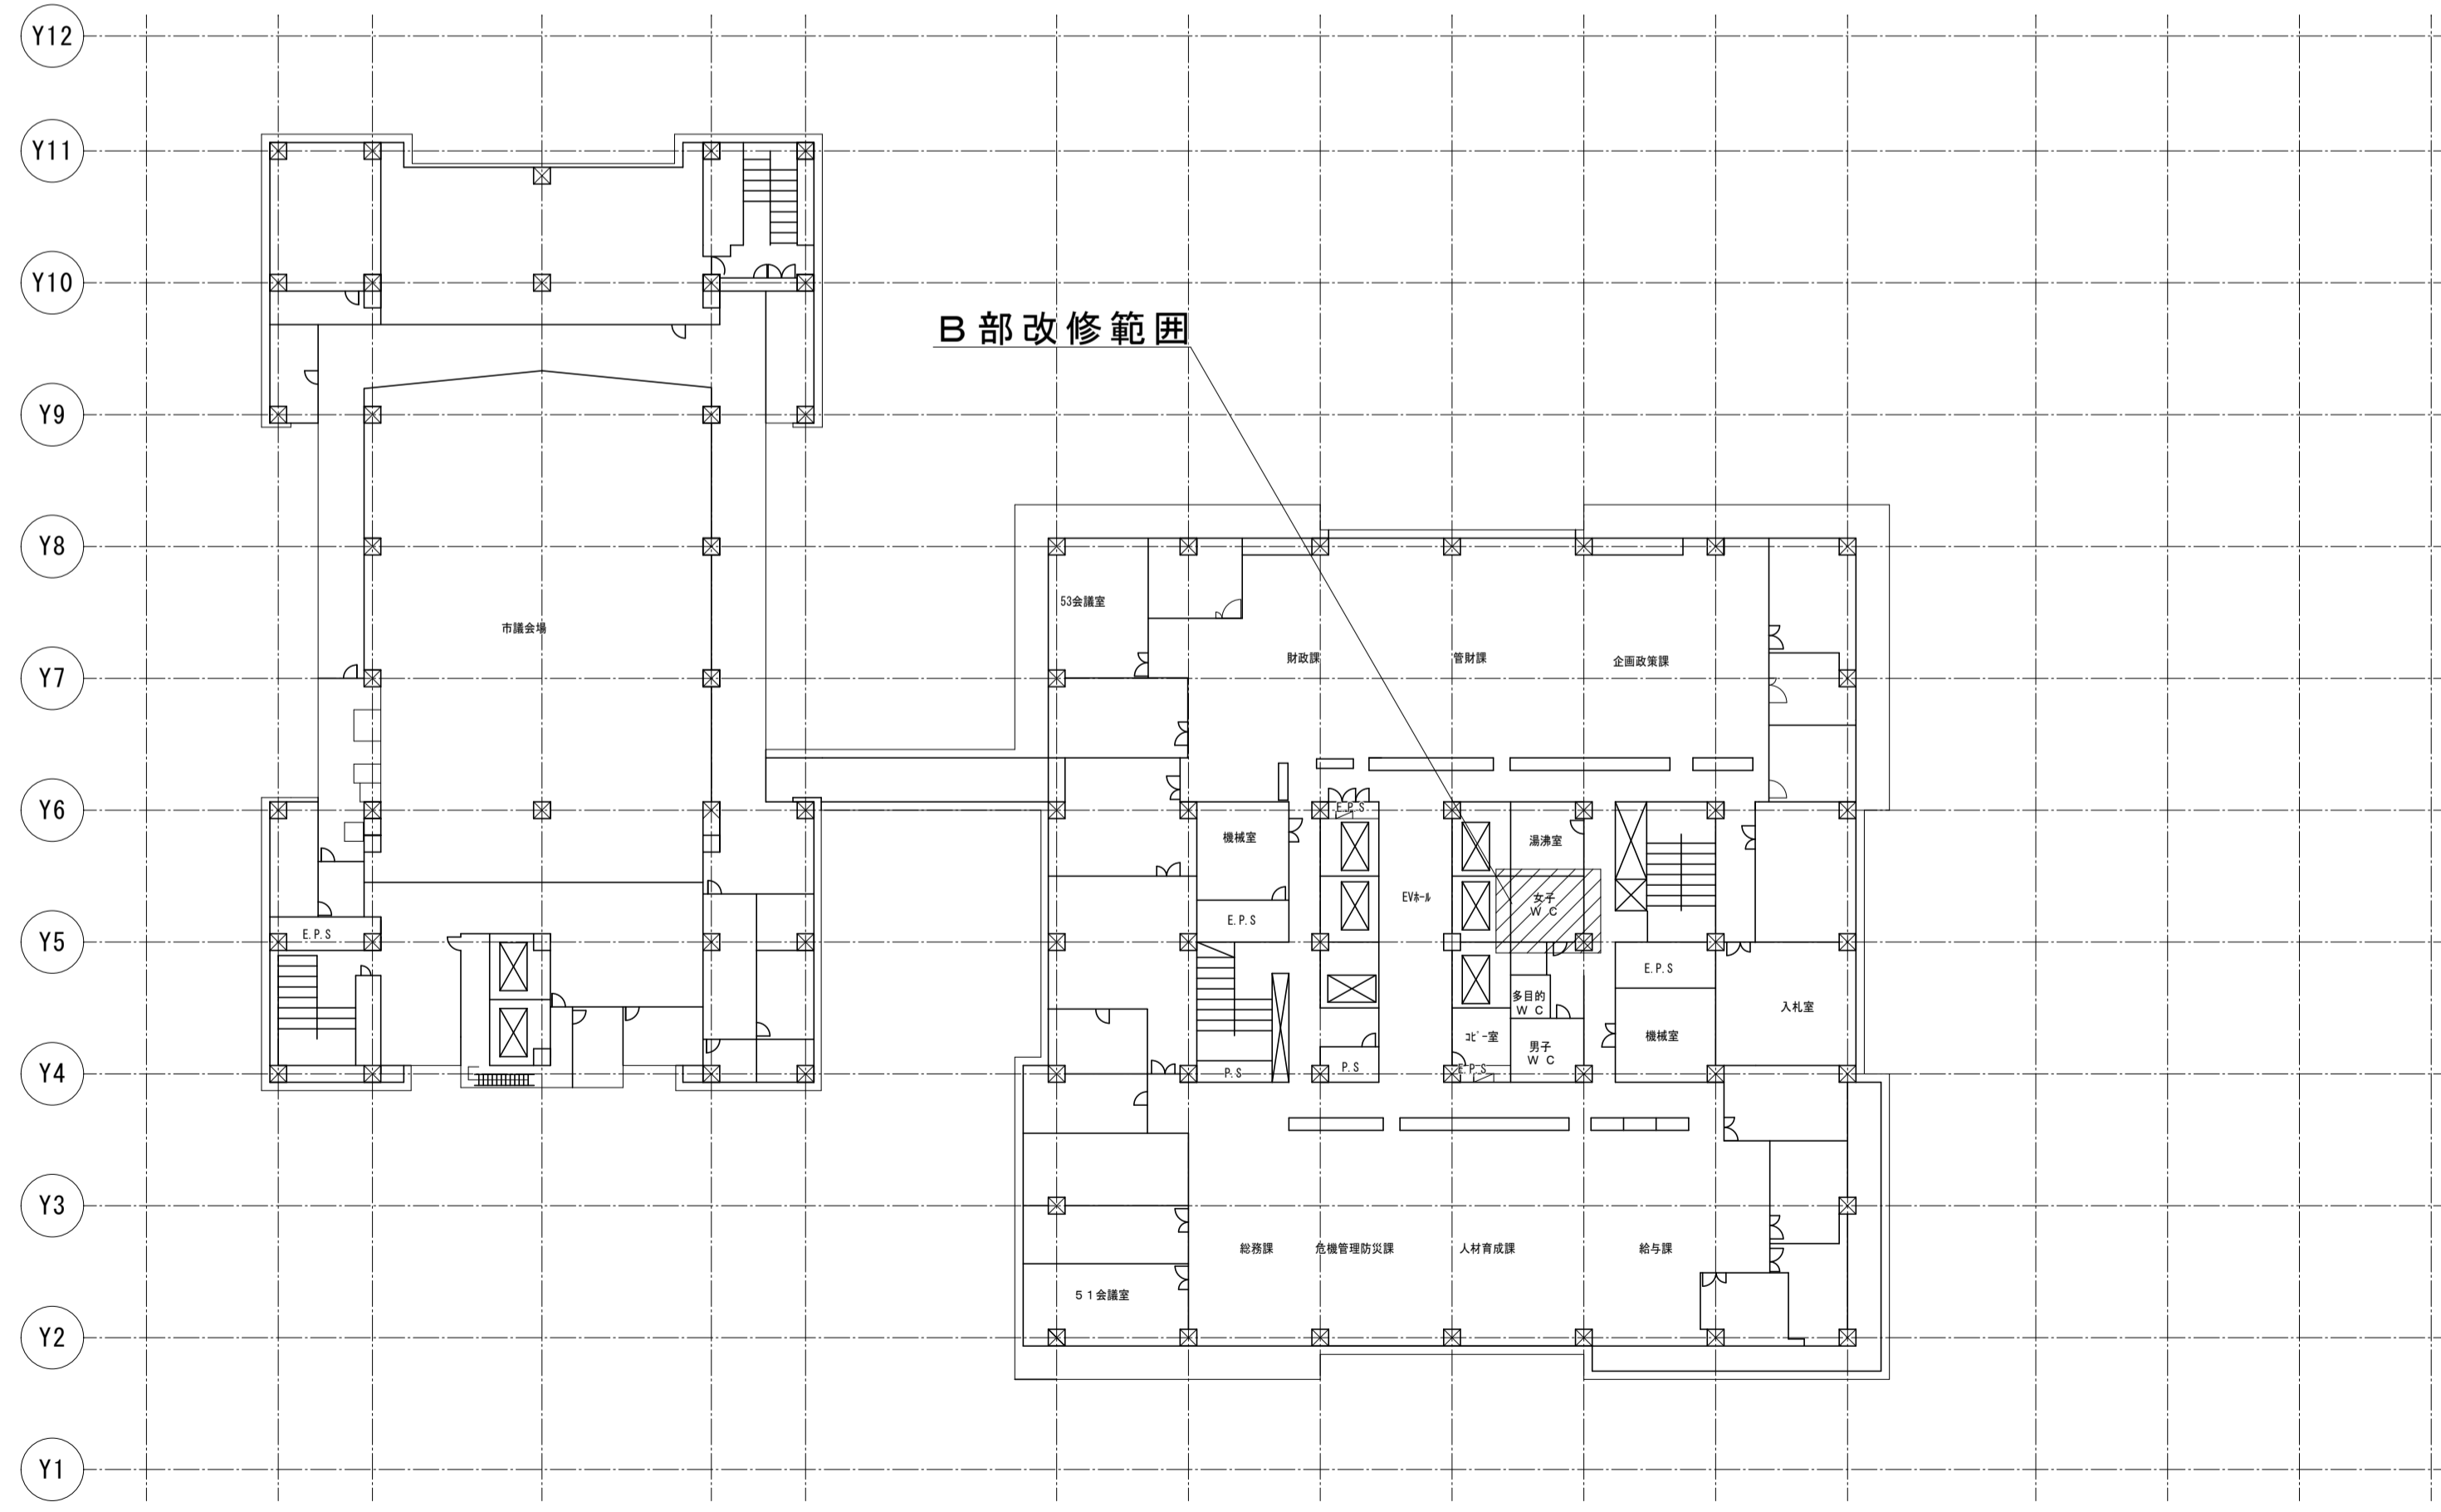 Y12
Y11
Y10
B部改修範囲
Y9
Y8
53会議室
市議会場
財政課
管財課
企画政策課
Y7
Y6
E.P.S
機械室
湯沸室
EVホール
女子
W C
E.P.S
Y5
E.P.S
E.P.S
多目的
W C
入札室
コピー室
機械室
男子
W C
Y4
P.S
P.S
E.P.S
Y3
総務課
危機管理防災課
人材育成課
給与課
51会議室
Y2
Y1